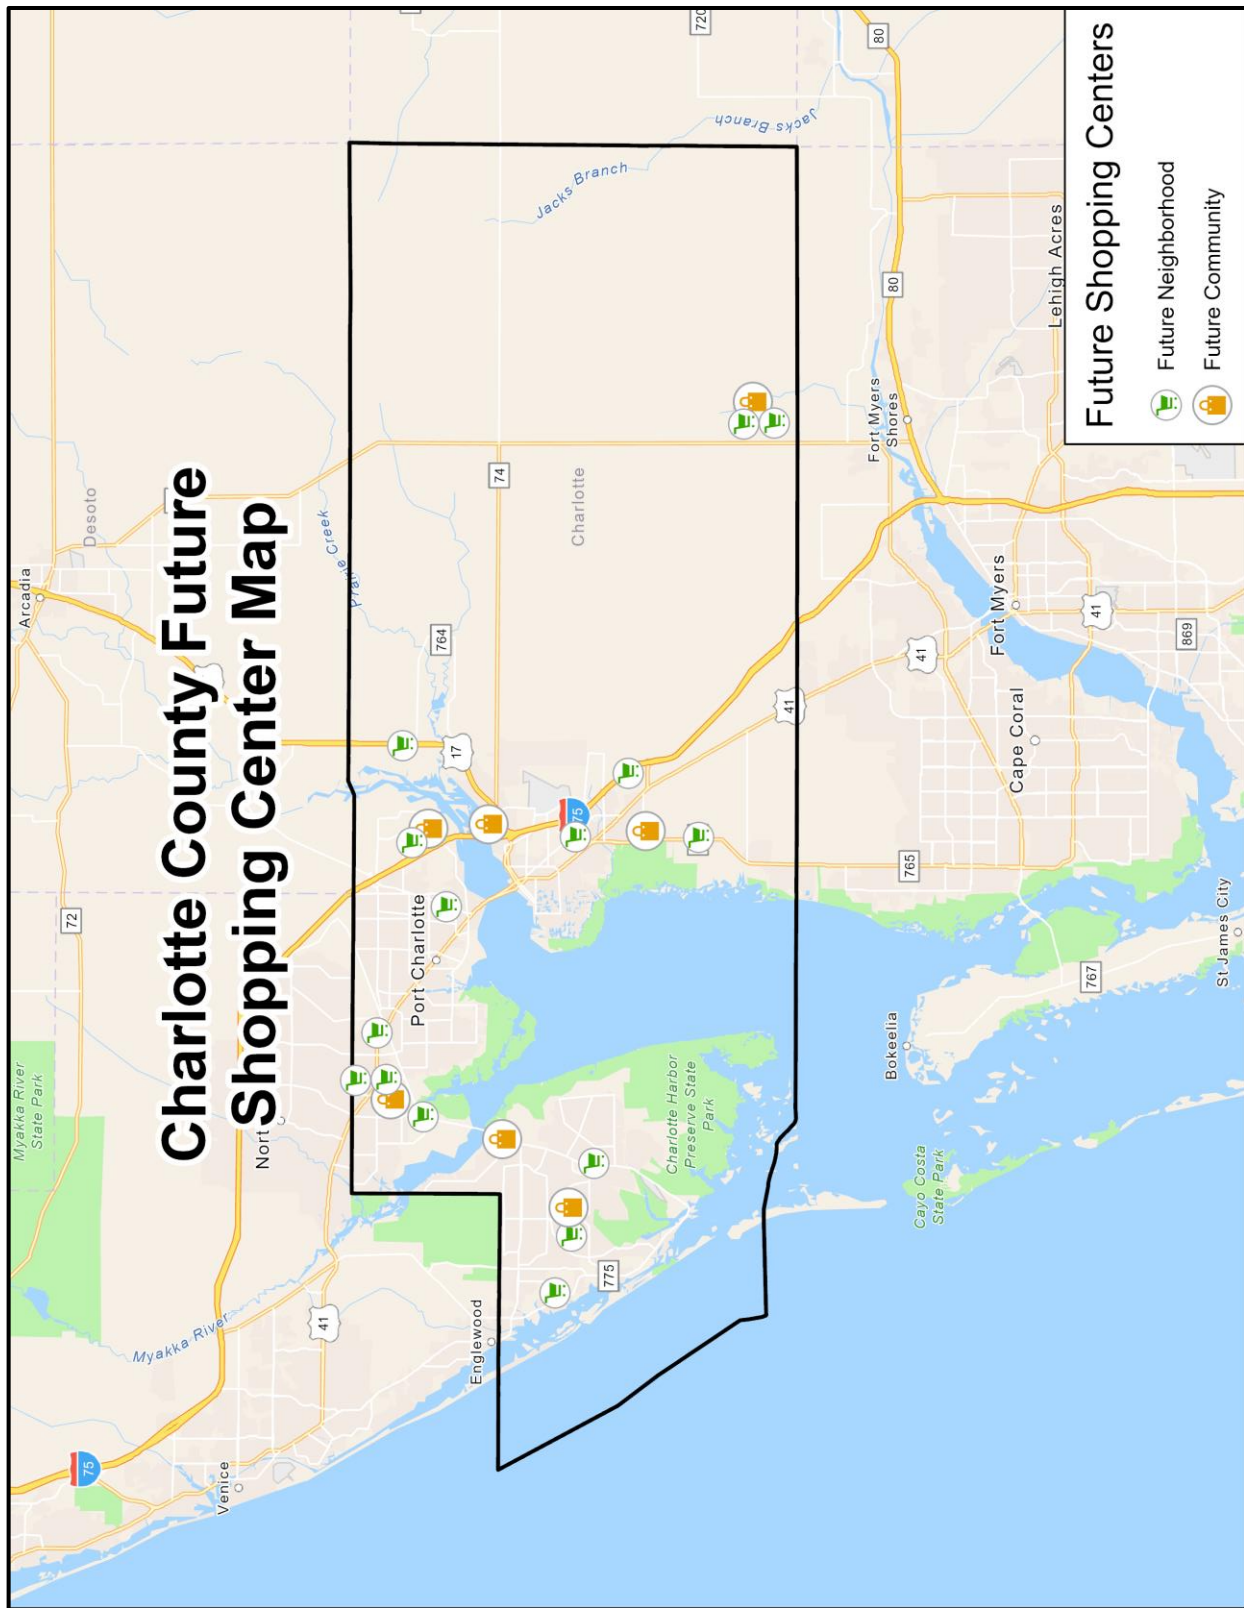 Charlotte County Future
Shopping Center Map
Future Shopping Centers
Future Neighborhood
Future Community
Myakka River
State Park
72
Arcadia
Desoto
720
80
Jacks Branch
Jacks Branch
Prairie Creek
764
74
Charlotte
17
75
Nort
Port Charlotte
Myakka River
41
75
Venice
Englewood
775
Charlotte Harbor
Preserve State
Park
41
765
Bokeelia
Cayo Costa
State Park
767
St James City
Cape Coral
41
Fort Myers
41
869
Fort Myers
Shores
80
Lehigh Acres